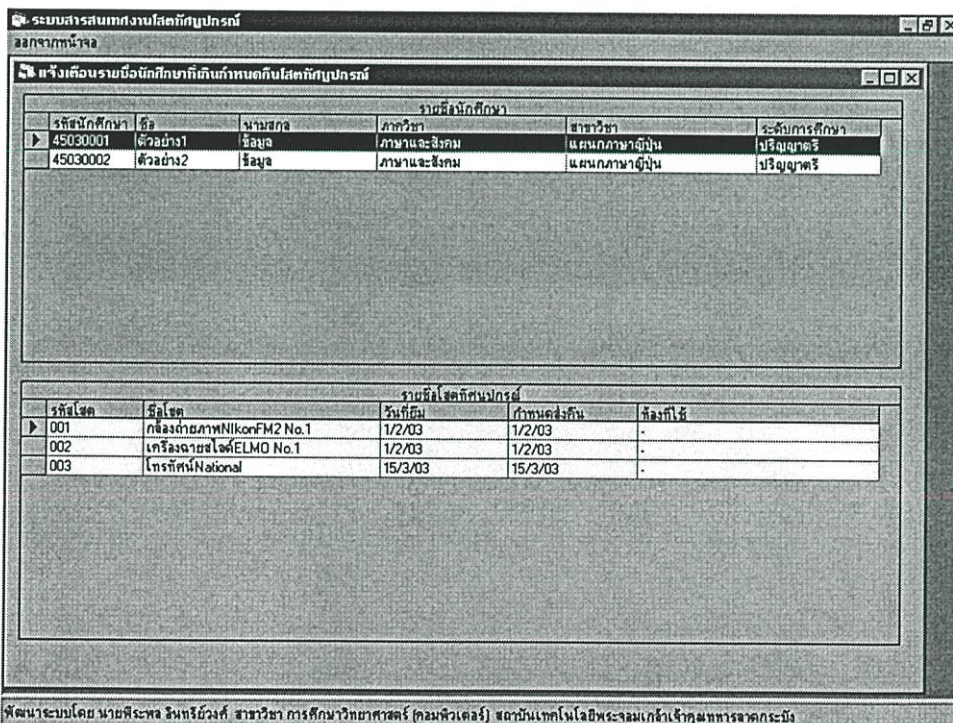 ระบบสารสนเทศงานโสตทัศนูปกรณ์
ออกจากหน้าจอ
แจ้งเตือนรายชื่อนักศึกษาที่เกินกำหนดคืนโสตทัศนูปกรณ์
รายชื่อนักศึกษา
รหัสนักศึกษา ชื่อ นามสกุล ภาควิชา สาขาวิชา ระดับการศึกษา
45030001 ตัวอย่าง1 ข้อมูล ภาษาและสังคม แผนกภาษาญี่ปุ่น ปริญญาตรี
45030002 ตัวอย่าง2 ข้อมูล ภาษาและสังคม แผนกภาษาญี่ปุ่น ปริญญาตรี
รายชื่อโสตทัศนปกรณ์
รหัสโสต ชื่อโสต วันที่ยืม กำหนดส่งคืน ห้องที่ใช้
001 กล้องถ่ายภาพNIkonFM2 No.1 1/2/03 1/2/03 -
002 เครื่องฉายสไลด์ELMO No.1 1/2/03 1/2/03 -
003 โทรทัศน์National 15/3/03 15/3/03 -
พัฒนาระบบโดย นายพีระพล อินทรีย์วงศ์ สาขาวิชา การศึกษาวิทยาศาสตร์ (คอมพิวเตอร์) สถาบันเทคโนโลยีพระจอมเกล้าเจ้าคุณทหารลาดกระบัง